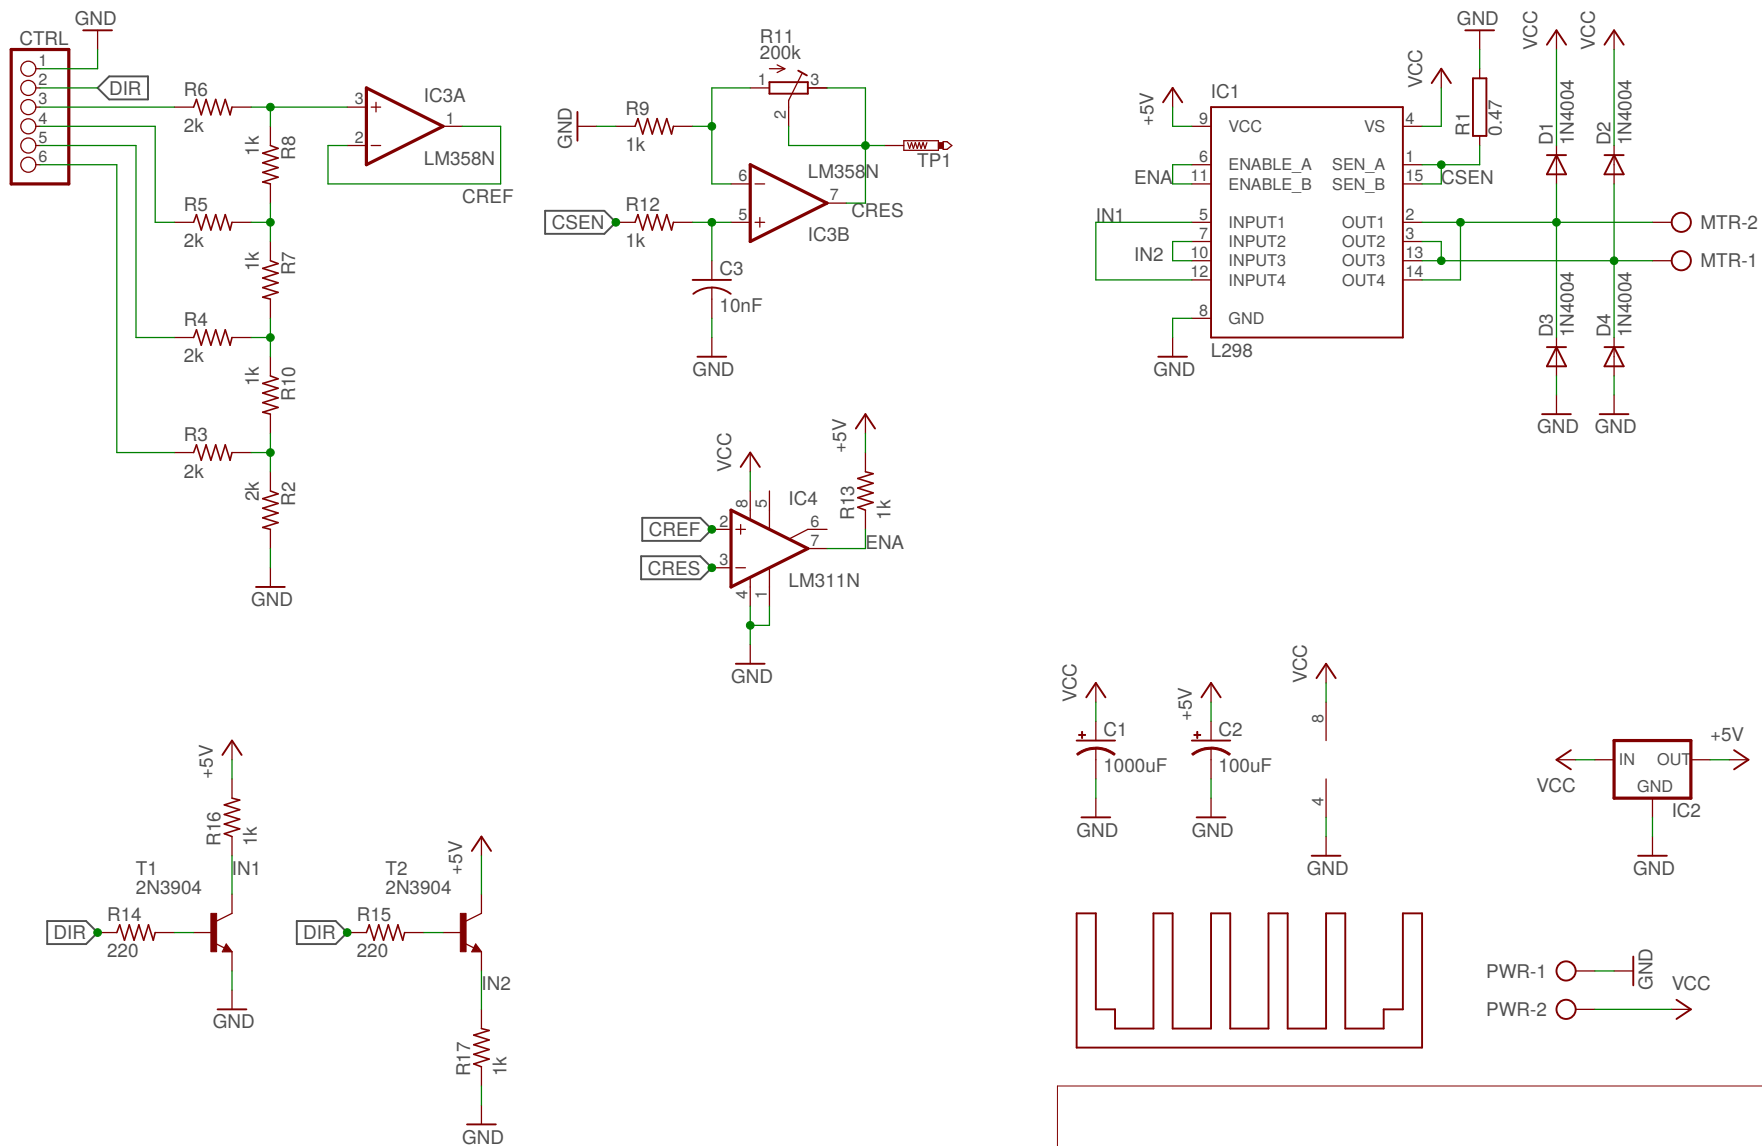 GND
CTRL
1
2
3
4
5
6
DIR
R6
2k
1k
R8
R5
2k
1k
R7
R4
2k
1k
R10
R3
2k
2k
R2
GND
3
2
1
+
−
IC3A
LM358N
CREF
R11
200k
1
3
2
GND
R9
1k
CSEN
R12
1k
6
5
7
−
+
LM358N
IC3B
CRES
TP1
C3
10nF
GND
VCC
+5V
R13
1k
8
5
IC4
6
7
ENA
CREF
2
+
CRES
3
−
4
1
LM311N
GND
IC1
+5V
9
VCC
VS
4
VCC
GND
R1
0.47
ENA
6
ENABLE_A
SEN_A
1
11
ENABLE_B
SEN_B
15
CSEN
IN1
5
INPUT1
OUT1
2
7
INPUT2
OUT2
3
IN2
10
INPUT3
OUT3
13
12
INPUT4
OUT4
14
8
GND
GND
L298
VCC
VCC
D1
1N4004
D2
1N4004
D3
1N4004
D4
1N4004
GND
GND
MTR-2
MTR-1
+5V
R16
1k
IN1
T1
2N3904
DIR
R14
220
GND
+5V
T2
2N3904
DIR
R15
220
IN2
R17
1k
GND
VCC
+
C1
1000uF
GND
+5V
+
C2
100uF
GND
VCC
8
4
GND
IN
OUT
GND
VCC
+5V
IC2
GND
PWR-1
GND
PWR-2
VCC